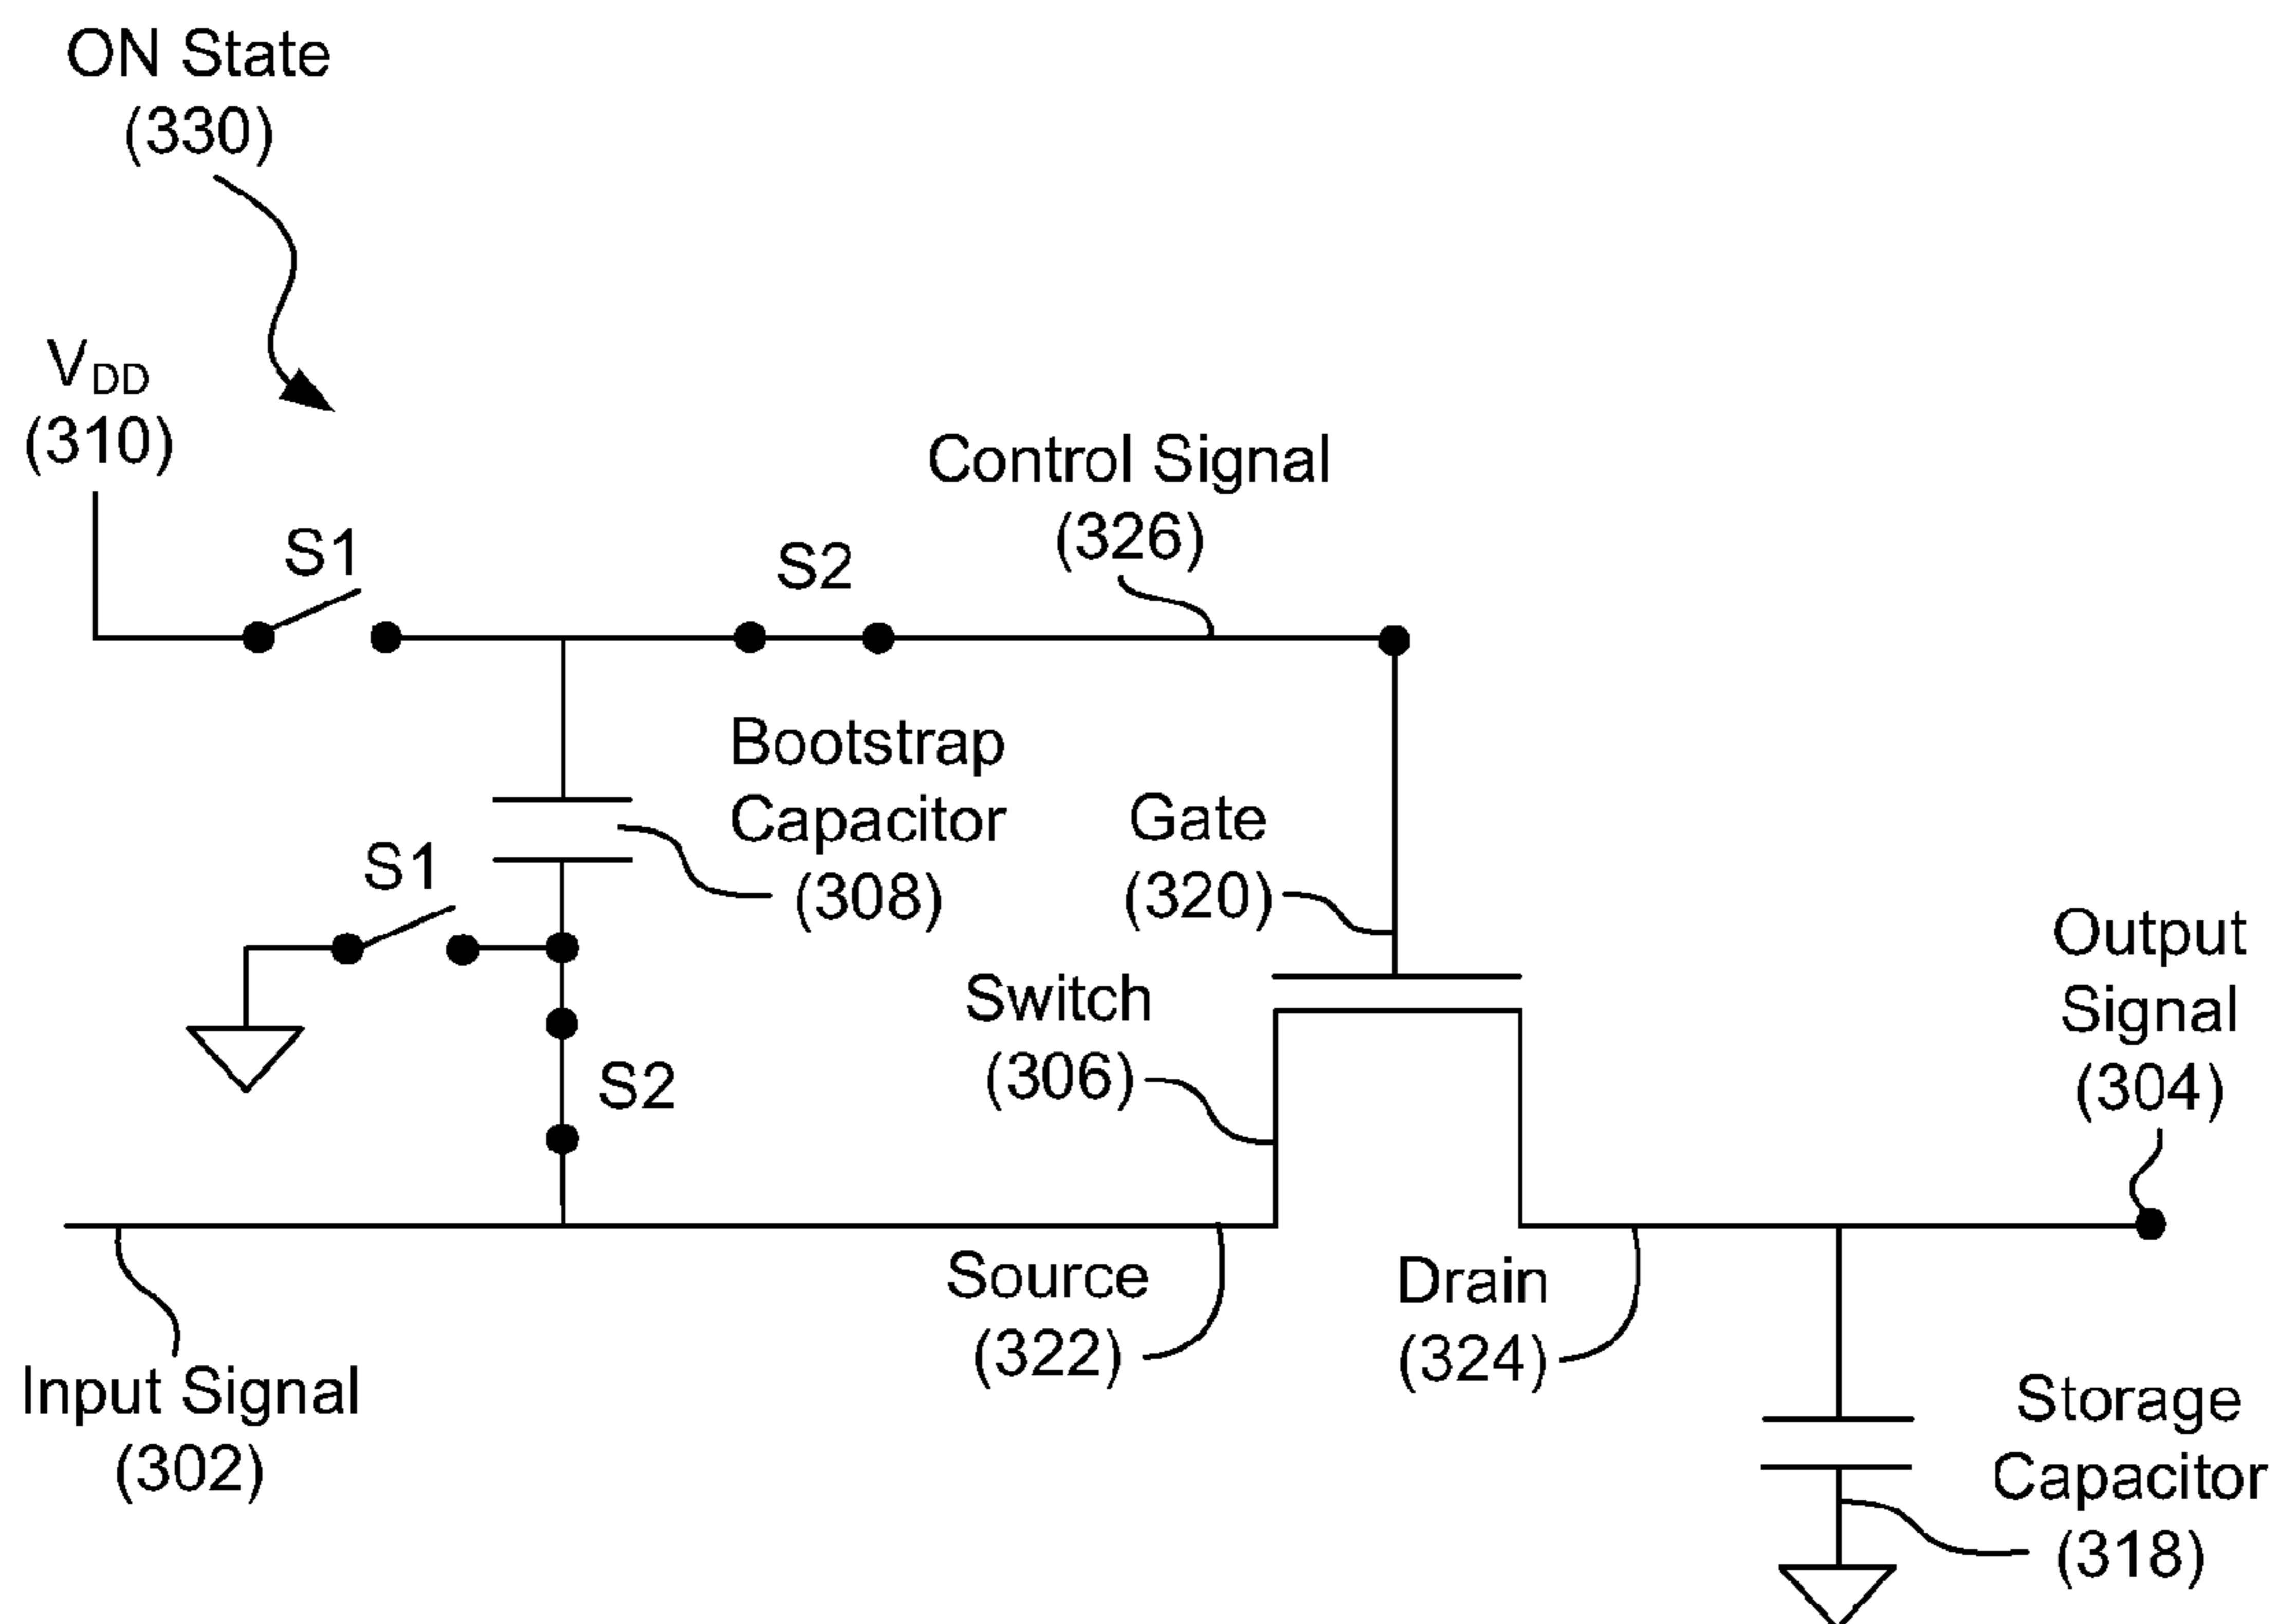 ON State
(330)
VDD
(310)
S1
S2
Control Signal
(326)
Bootstrap
Capacitor
(308)
S1
Gate
(320)
Switch
(306)
S2
Output
Signal
(304)
Source
(322)
Drain
(324)
Input Signal
(302)
Storage
Capacitor
(318)